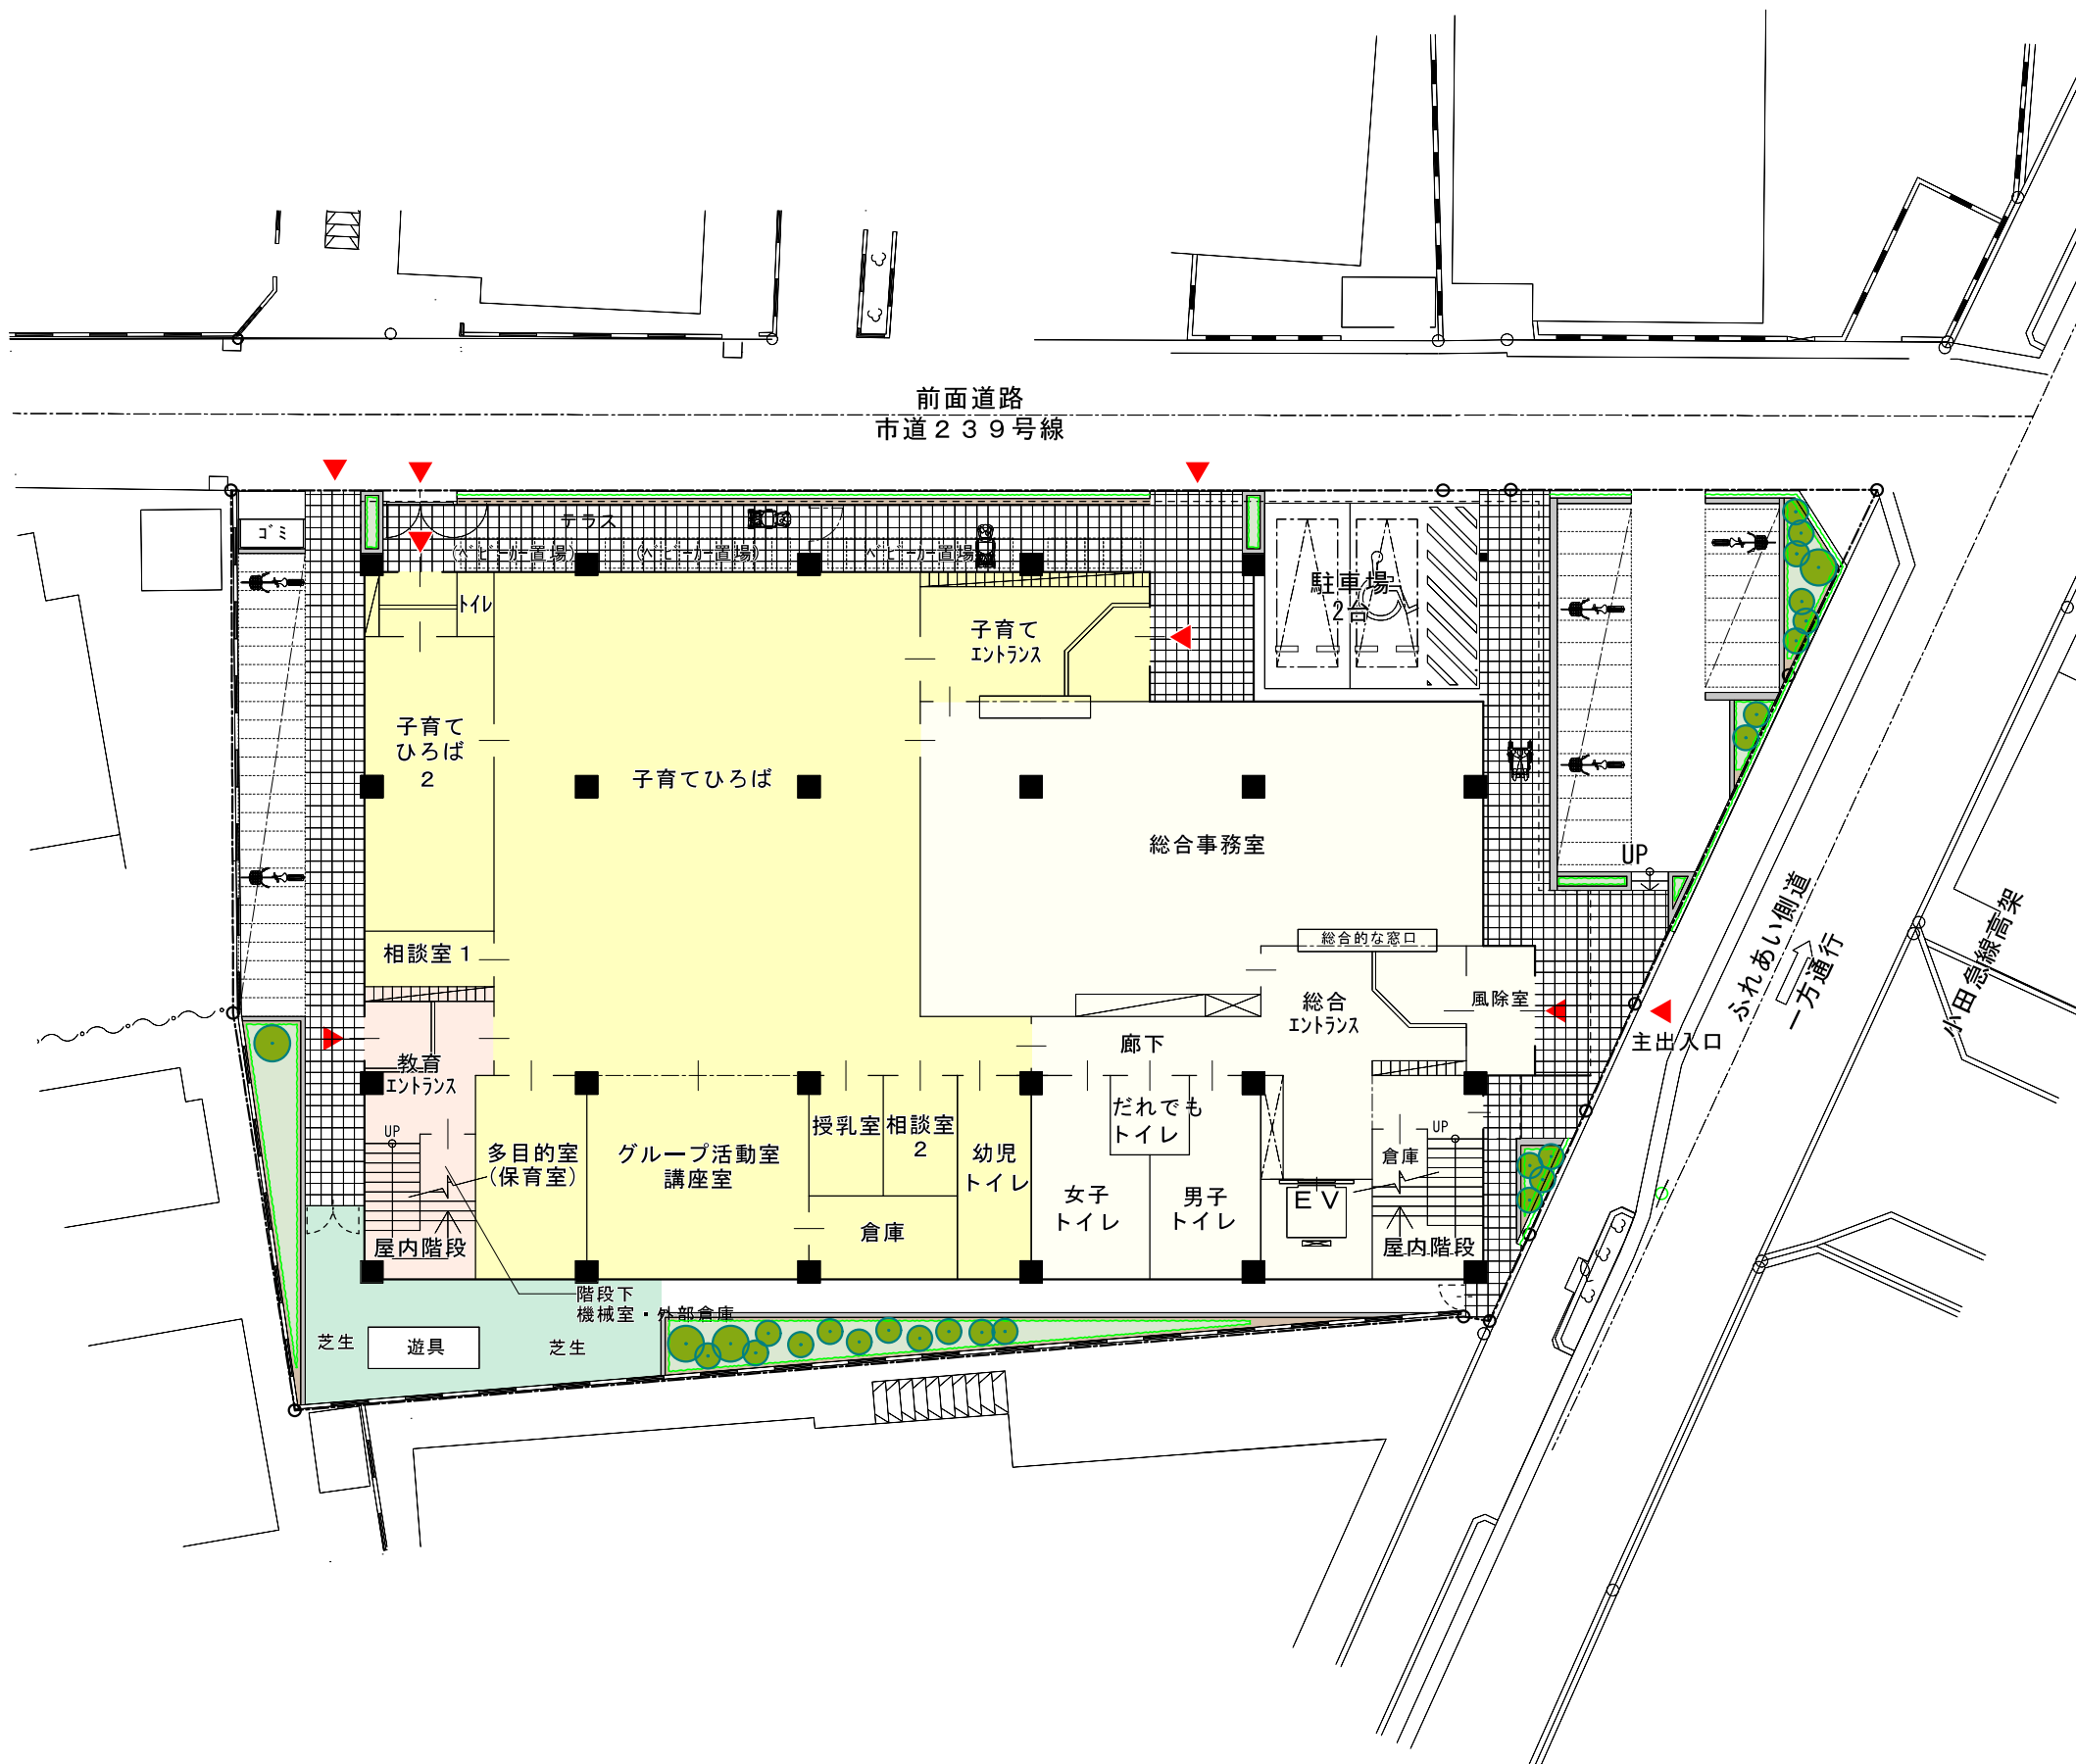 前面道路
市道２３９号線
ゴミ
テラス
(ベビーカー置場)
(ベビーカー置場)
ベビーカー置場
トイレ
子育て
エントランス
駐車場
2台
子育て
ひろば
２
子育てひろば
総合事務室
UP
相談室１
総合的な窓口
総合
エントランス
風除室
主出入口
ふれあい側道
一方通行
小田急線高架
教育
エントランス
廊下
UP
多目的室
(保育室)
グループ活動室
講座室
授乳室
相談室
２
幼児
トイレ
だれでも
トイレ
女子
トイレ
男子
トイレ
ＥＶ
倉庫
UP
倉庫
屋内階段
屋内階段
階段下
機械室・外部倉庫
芝生
遊具
芝生